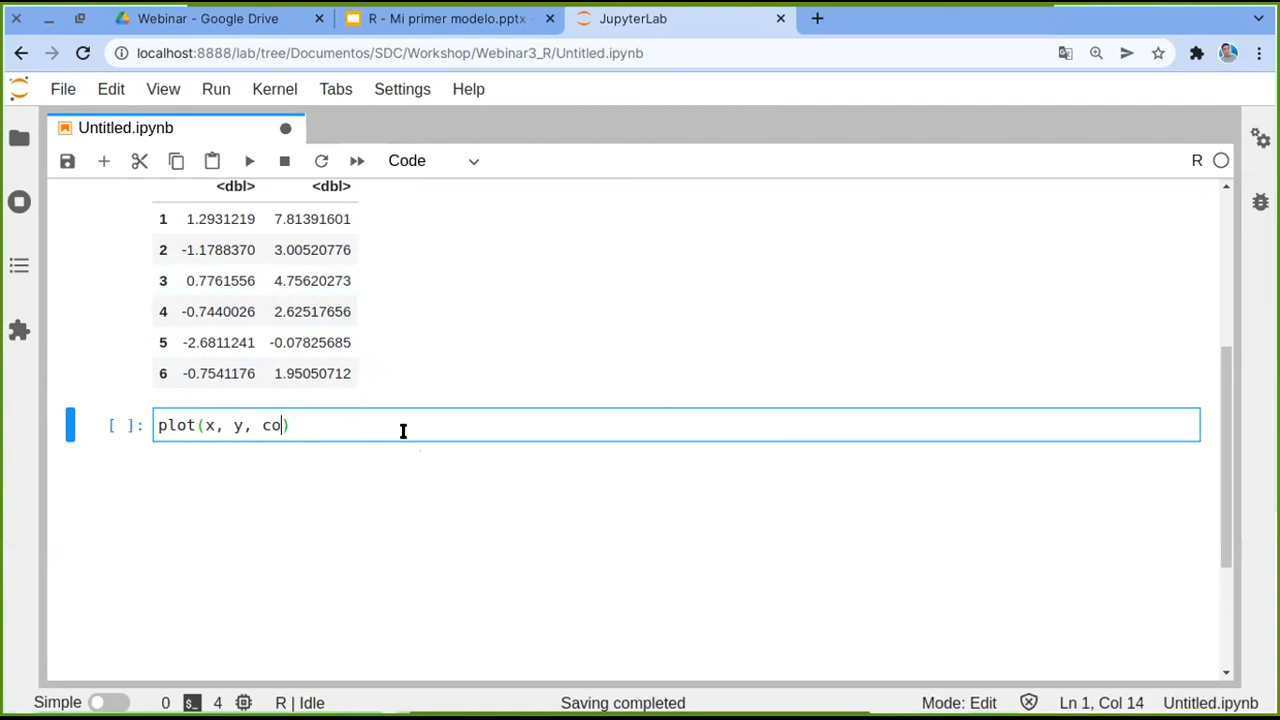 Webinar - Google Drive
R - Mi primer modelo.pptx -
JupyterLab
localhost:8888/lab/tree/Documentos/SDC/Workshop/Webinar3_R/Untitled.ipynb
File Edit View Run Kernel Tabs Settings Help
Untitled.ipynb
Code
R
<dbl> <dbl>
1 1.2931219 7.81391601
2 -1.1788370 3.00520776
3 0.7761556 4.75620273
4 -0.7440026 2.62517656
5 -2.6811241 -0.07825685
6 -0.7541176 1.95050712
[ ]: plot(x, y, co)
Simple 0 $_ 4 R | Idle Saving completed Mode: Edit Ln 1, Col 14 Untitled.ipynb